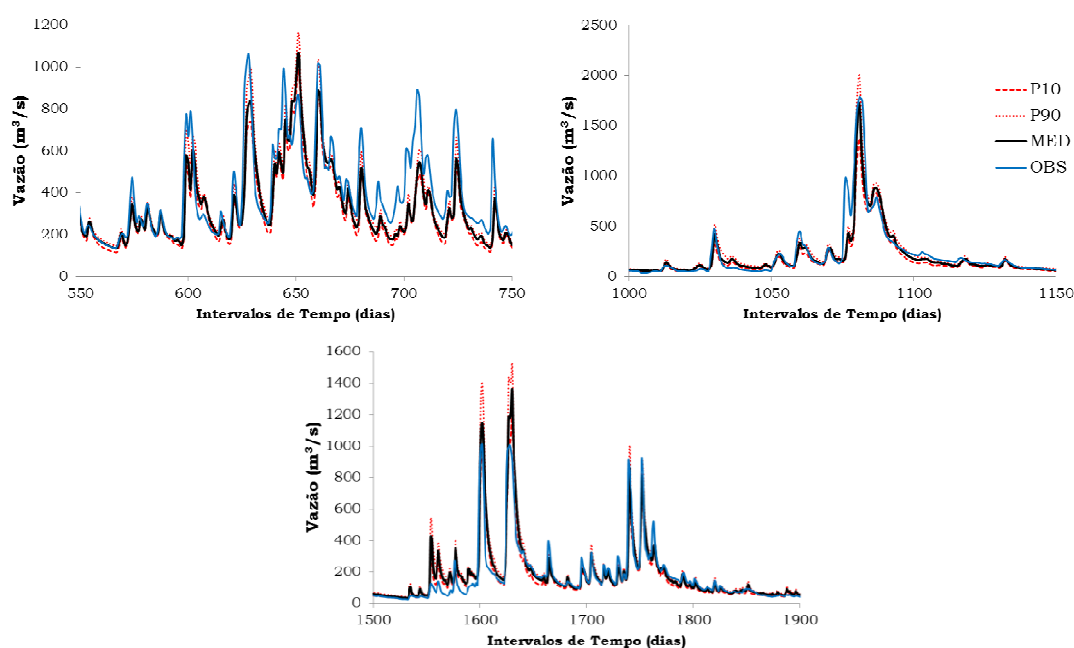 1200
1000
800
600
400
200
0
Vazão (m³/s)
550 600 650 700 750
Intervalos de Tempo (dias)
2500
2000
1500
1000
500
0
Vazão (m³/s)
1000 1050 1100 1150
Intervalos de Tempo (dias)
P10
P90
MED
OBS
1600
1400
1200
1000
800
600
400
200
0
Vazão (m³/s)
1500 1600 1700 1800 1900
Intervalos de Tempo (dias)